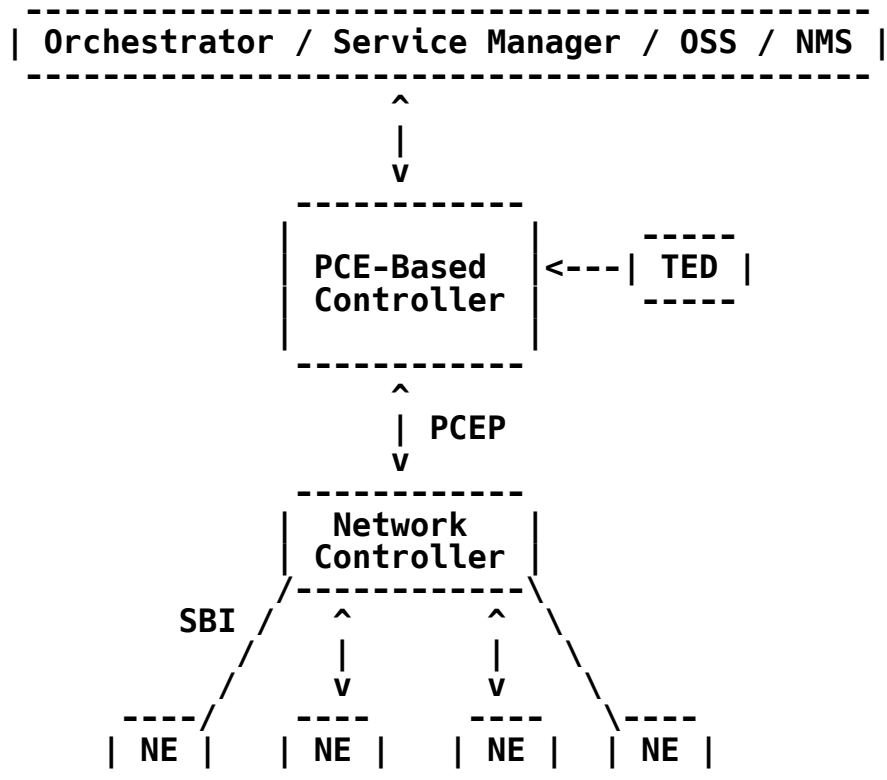 Orchestrator / Service Manager / OSS / NMS
PCE-Based
Controller
TED
PCEP
Network
Controller
SBI
NE
NE
NE
NE